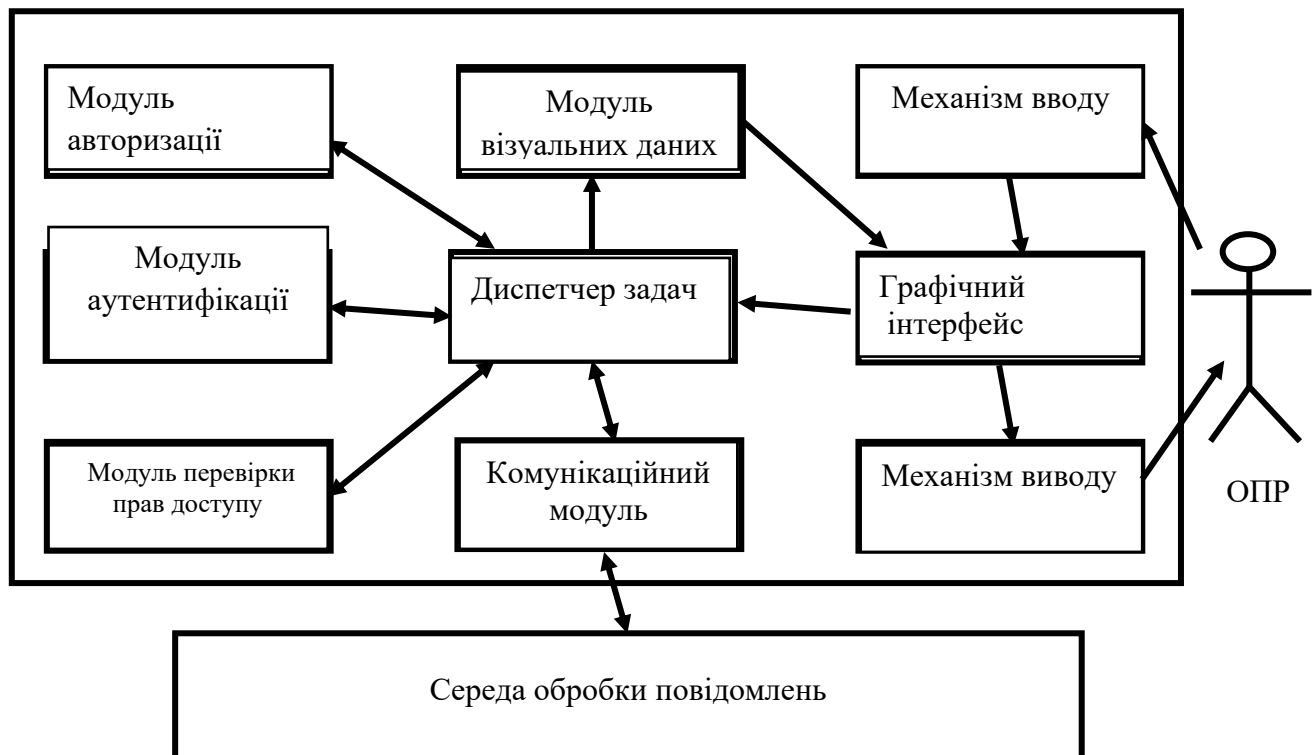 Модуль
авторизації
Модуль
візуальних даних
Механізм вводу
Модуль
аутентифікації
Диспетчер задач
Графічний
інтерфейс
Модуль перевірки
прав доступу
Комунікаційний
модуль
Механізм виводу
ОПР
Середа обробки повідомлень